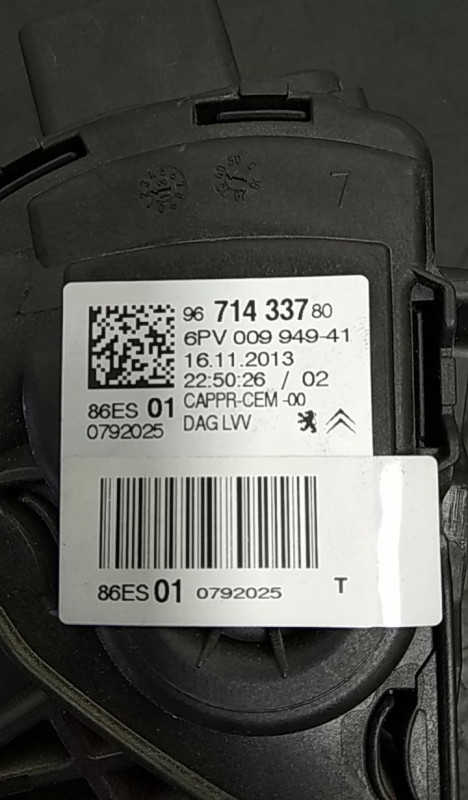 7
96 714 337 80
6PV 009 949-41
16.11.2013
22:50:26 / 02
86ES 01 CAPPR-CEM -00
0792025 DAG LVV
86ES 01 0792025 T